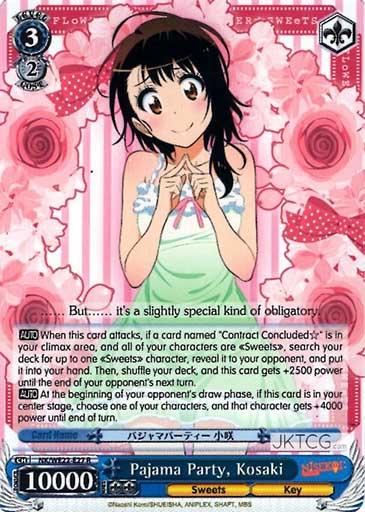 3
FLOWER SWEETS
2
LOVE
...... But...... it's a slightly special kind of obligatory.
AUTO When this card attacks, if a card named "Contract Concluded☆" is in
your climax area, and all of your characters are «Sweets», search your
deck for up to one «Sweets» character, reveal it to your opponent, and put
it into your hand. Then, shuffle your deck, and this card gets +2500 power
until the end of your opponent's next turn.
AUTO At the beginning of your opponent's draw phase, if this card is in your
center stage, choose one of your characters, and that character gets +4000
power until end of turn.
Card Name パジャマパーティー 小咲
JKTCG.com
10000
Pajama Party, Kosaki
NISEKOI:
Sweets Key
©Naoshi Komi/SHUEISHA, ANIPLEX, SHAFT, MBS